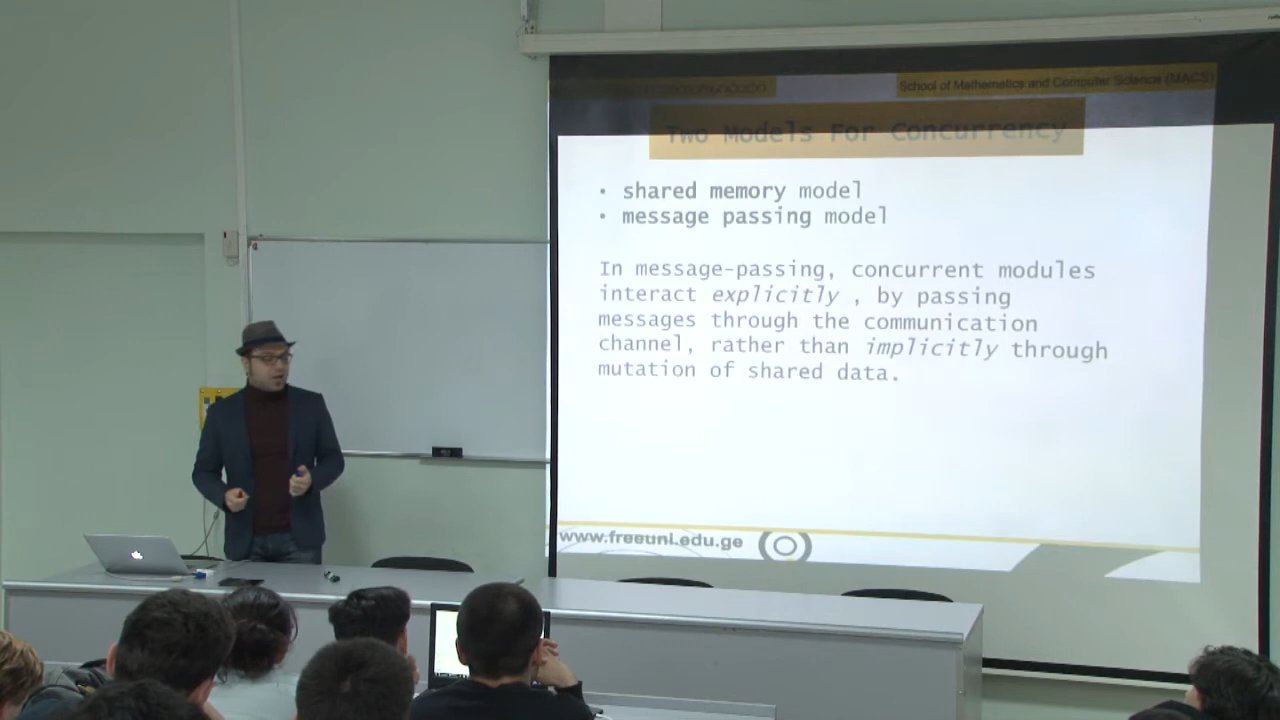 School of Mathematics and Computer Science (MACS)
Two Models For Concurrency
• shared memory model
• message passing model
In message-passing, concurrent modules
interact explicitly , by passing
messages through the communication
channel, rather than implicitly through
mutation of shared data.
www.freeuni.edu.ge